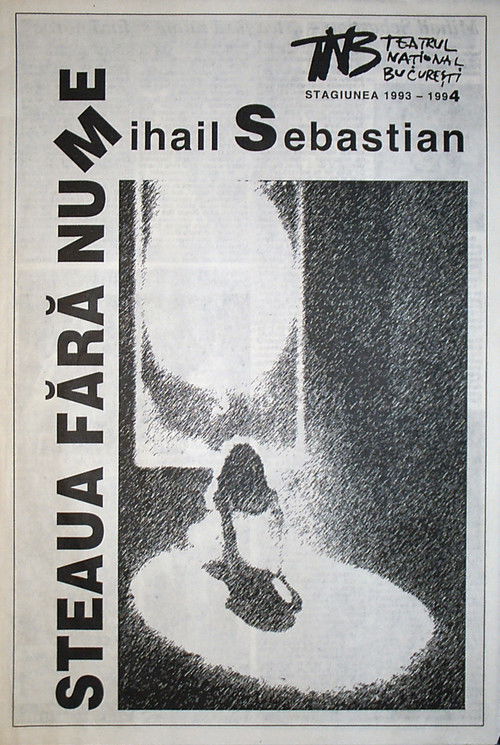 TNB TEATRUL
NAȚIONAL
BUCUREȘTI
STAGIUNEA 1993 – 1994
Mihail Sebastian
STEAUA FĂRĂ NUME